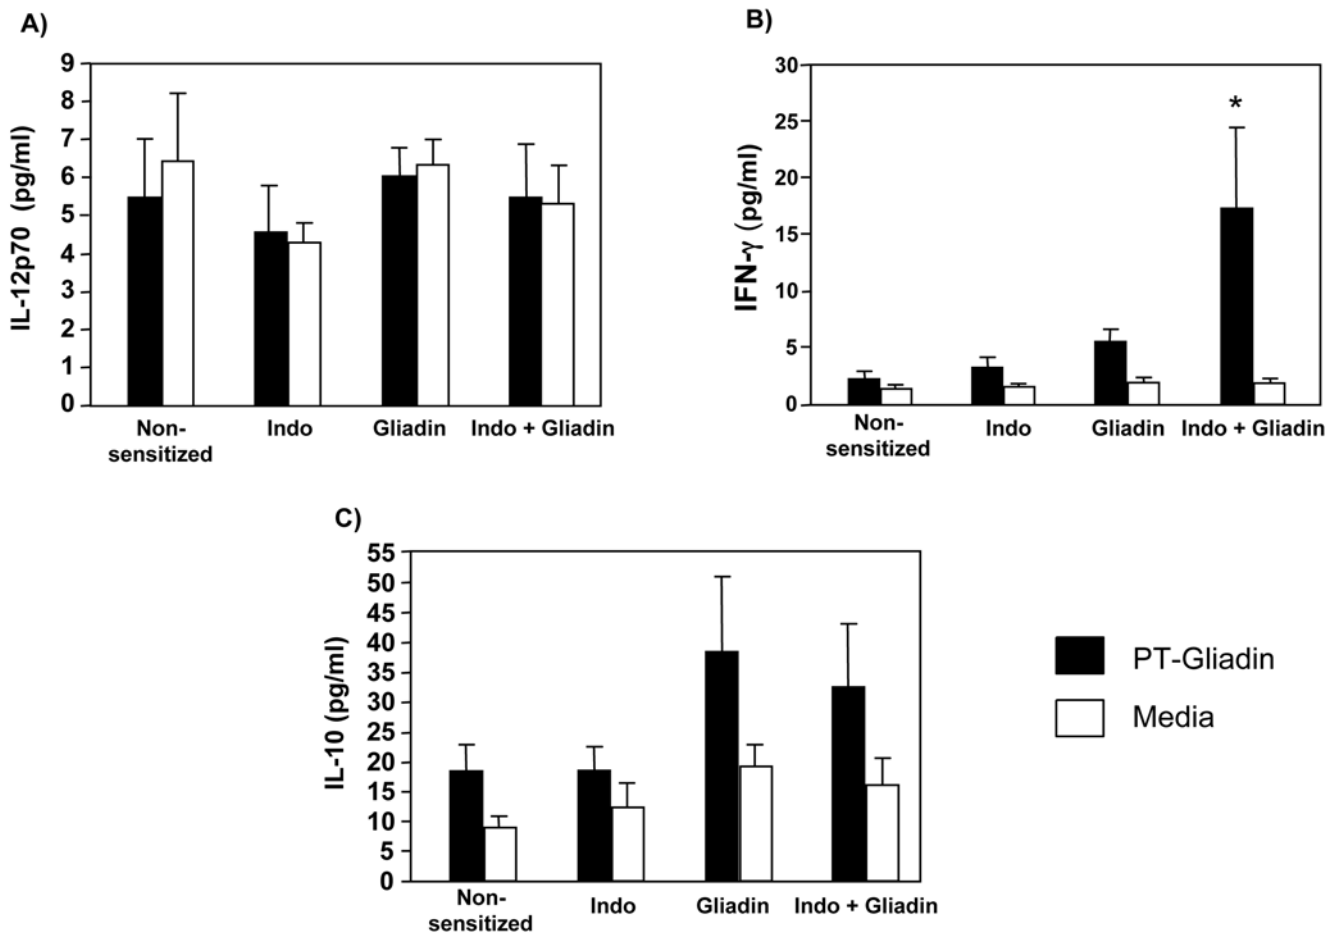 A)
IL-12p70 (pg/ml)
9
8
7
6
5
4
3
2
1
0
Non-
sensitized
Indo
Gliadin
Indo + Gliadin
B)
IFN-γ (pg/ml)
30
25
20
15
10
5
0
*
Non-
sensitized
Indo
Gliadin
Indo + Gliadin
C)
IL-10 (pg/ml)
55
50
45
40
35
30
25
20
15
10
5
0
Non-
sensitized
Indo
Gliadin
Indo + Gliadin
PT-Gliadin
Media